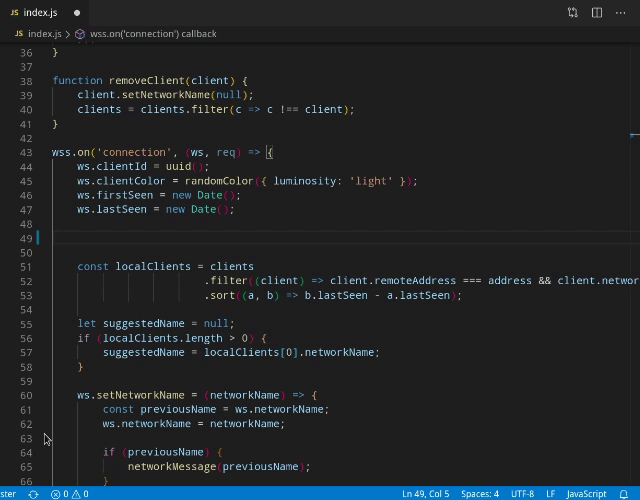 JS index.js ●
JS index.js > wss.on('connection') callback
36 }
37
38 function removeClient(client) {
39 client.setNetworkName(null);
40 clients = clients.filter(c => c !== client);
41 }
42
43 wss.on('connection', (ws, req) => {
44 ws.clientId = uuid();
45 ws.clientColor = randomColor({ luminosity: 'light' });
46 ws.firstSeen = new Date();
47 ws.lastSeen = new Date();
48
49
50
51 const localClients = clients
52 .filter((client) => client.remoteAddress === address && client.networ
53 .sort((a, b) => b.lastSeen - a.lastSeen);
54
55 let suggestedName = null;
56 if (localClients.length > 0) {
57 suggestedName = localClients[0].networkName;
58 }
59
60 ws.setNetworkName = (networkName) => {
61 const previousName = ws.networkName;
62 ws.networkName = networkName;
63
64 if (previousName) {
65 networkMessage(previousName);
66 }
ster 0 0 Ln 49, Col 5 Spaces: 4 UTF-8 LF JavaScript